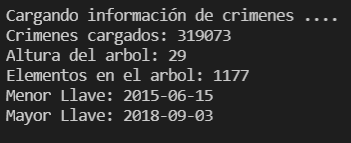 Cargando información de crimenes ....
Crimenes cargados: 319073
Altura del arbol: 29
Elementos en el arbol: 1177
Menor Llave: 2015-06-15
Mayor Llave: 2018-09-03